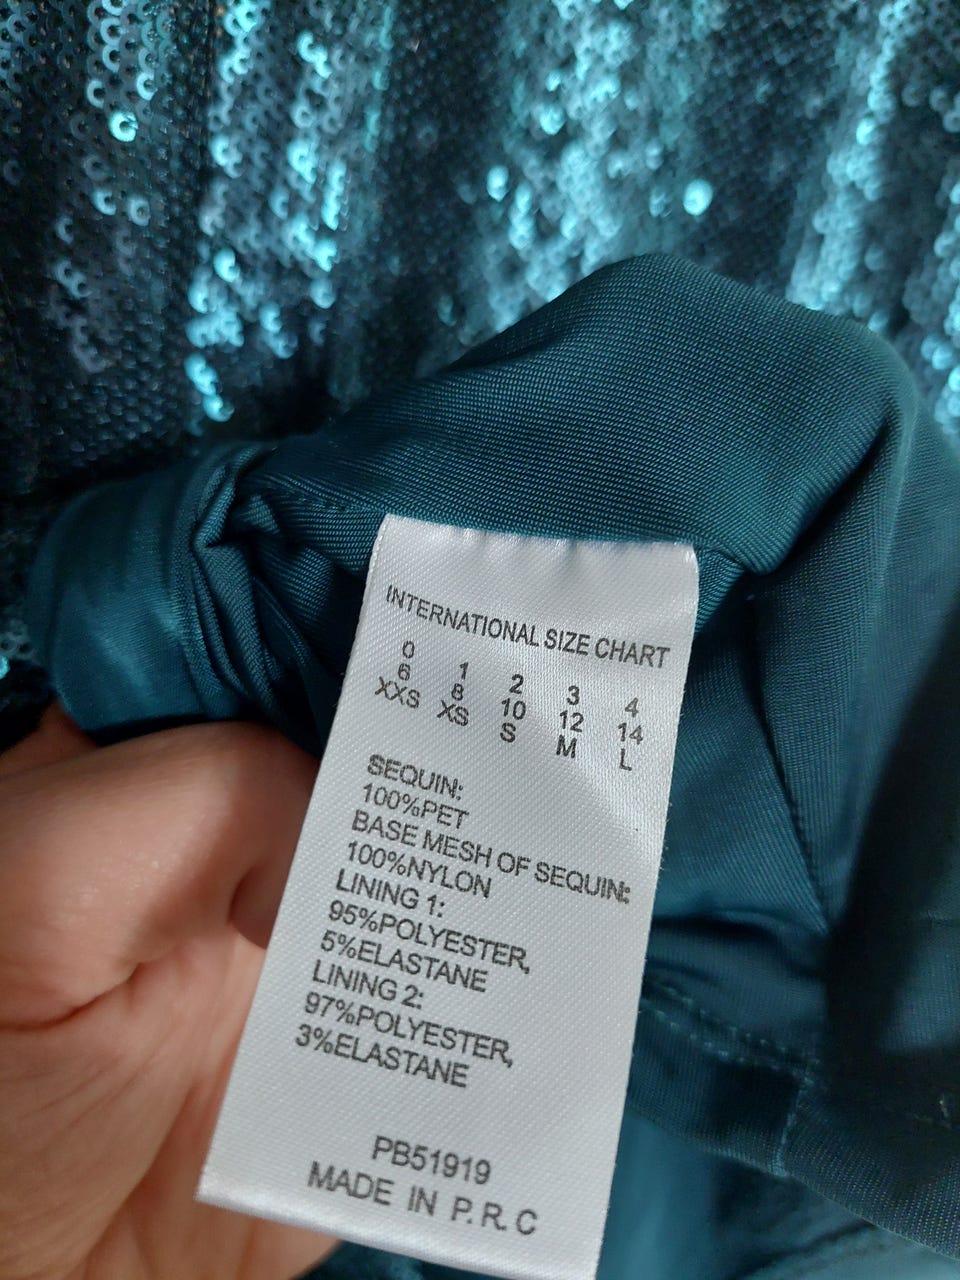 INTERNATIONAL SIZE CHART
0 1 2 3 4
6 8 10 12 14
XXS XS S M L
SEQUIN:
100%PET
BASE MESH OF SEQUIN:
100%NYLON
LINING 1:
95%POLYESTER,
5%ELASTANE
LINING 2:
97%POLYESTER,
3%ELASTANE
PB51919
MADE IN P.R.C